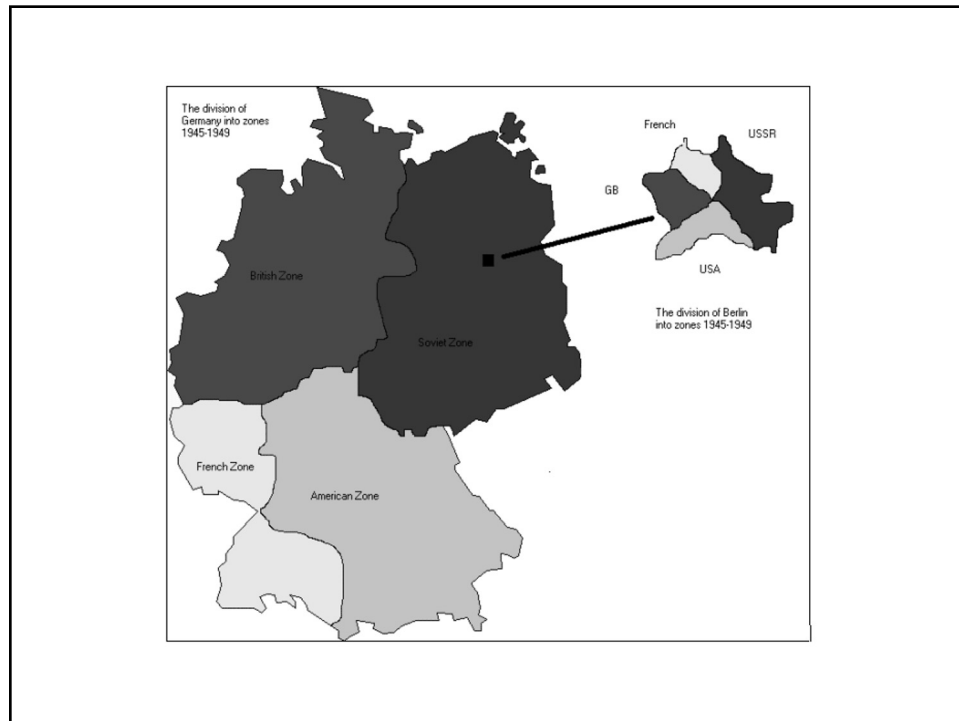 The division of
Germany into zones
1945-1949
French
USSR
GB
USA
British Zone
The division of Berlin
into zones 1945-1949
Soviet Zone
French Zone
American Zone